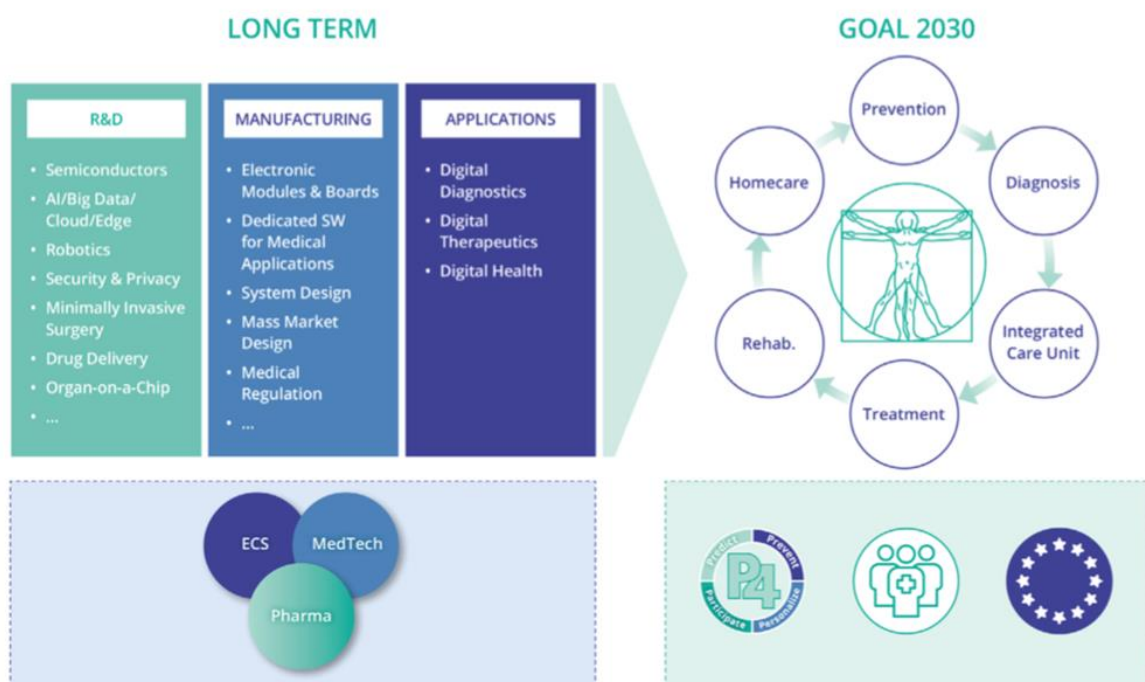 LONG TERM
GOAL 2030
R&D
• Semiconductors
• AI/Big Data/
Cloud/Edge
• Robotics
• Security & Privacy
• Minimally Invasive
Surgery
• Drug Delivery
• Organ-on-a-Chip
• ...
MANUFACTURING
• Electronic
Modules & Boards
• Dedicated SW
for Medical
Applications
• System Design
• Mass Market
Design
• Medical
Regulation
• ...
APPLICATIONS
• Digital
Diagnostics
• Digital
Therapeutics
• Digital Health
Prevention
Diagnosis
Integrated
Care Unit
Treatment
Rehab.
Homecare
ECS
MedTech
Pharma
Predict
Prevent
Personalize
Participate
P4